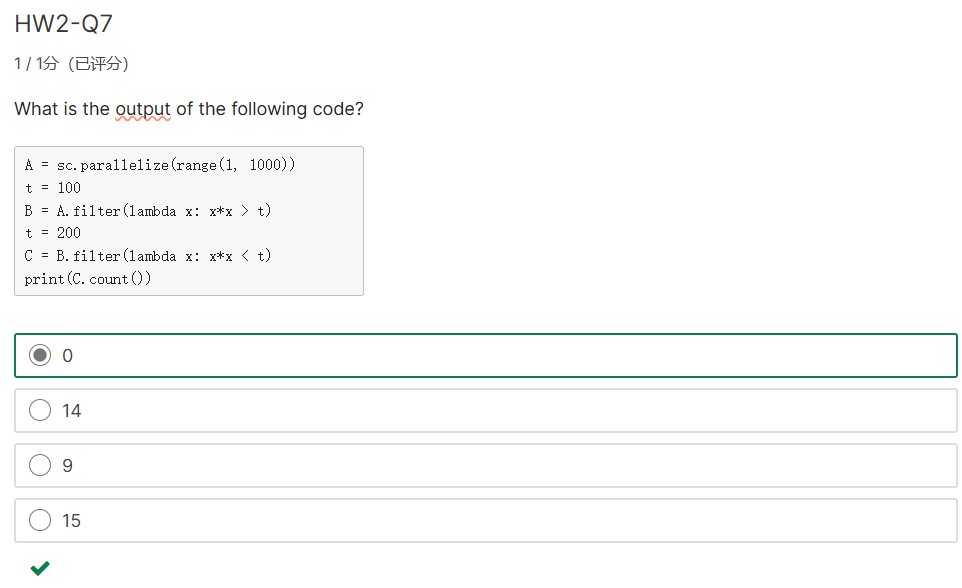 HW2-Q7
1 / 1分 (已评分)
What is the output of the following code?
A = sc.parallelize(range(1, 1000))
t = 100
B = A.filter(lambda x: x*x > t)
t = 200
C = B.filter(lambda x: x*x < t)
print(C.count())
0
14
9
15